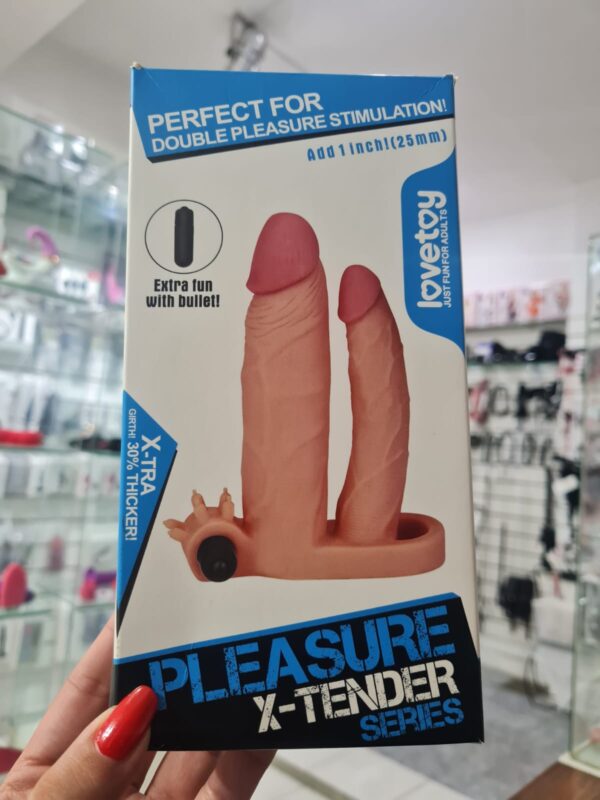 PERFECT FOR
DOUBLE PLEASURE STIMULATION!
Add 1 inch!(25mm)
lovetoy
JUST FUN FOR ADULTS
Extra fun
with bullet!
X-TRA
GIRTH! 30% THICKER!
PLEASURE
X-TENDER
SERIES